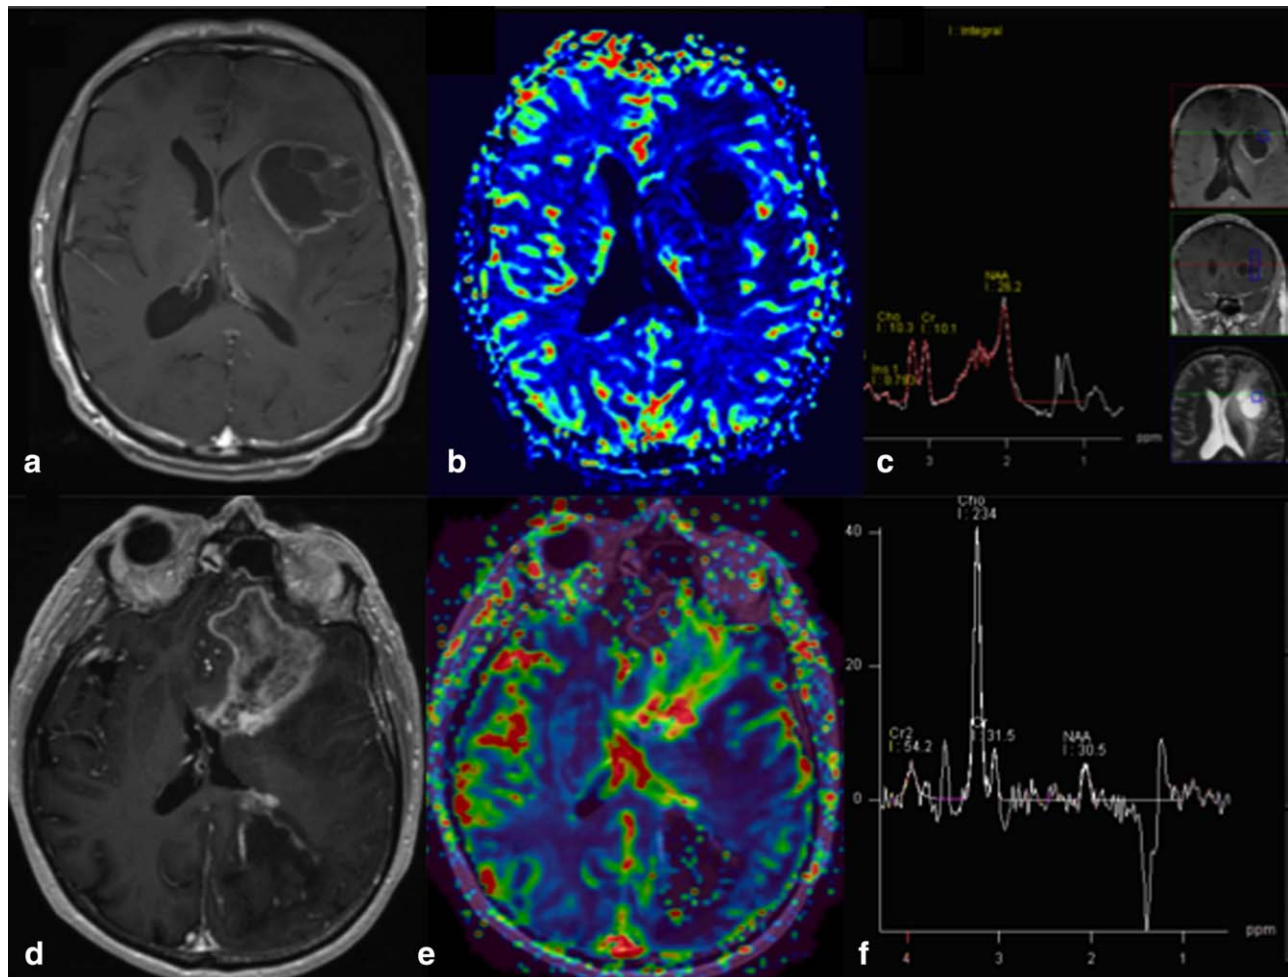 I : Integral
NAA
I : 26.2
Cho
I : 10.3
Cr
I : 10.1
Ins 1
ppm
3
2
1
a
b
c
Cho
I : 234
40
20
0
Cr2
I : 54.2
I : 31.5
NAA
I : 30.5
ppm
4
3
2
1
d
e
f